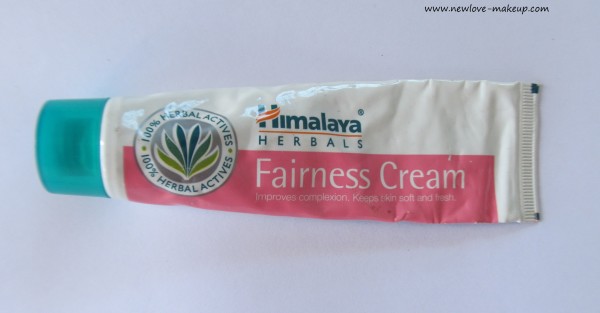 www.newlove-makeup.com
100% HERBAL ACTIVES
100% HERBAL ACTIVES
Himalaya®
HERBALS
Fairness Cream
Improves complexion. Keeps skin soft and fresh.